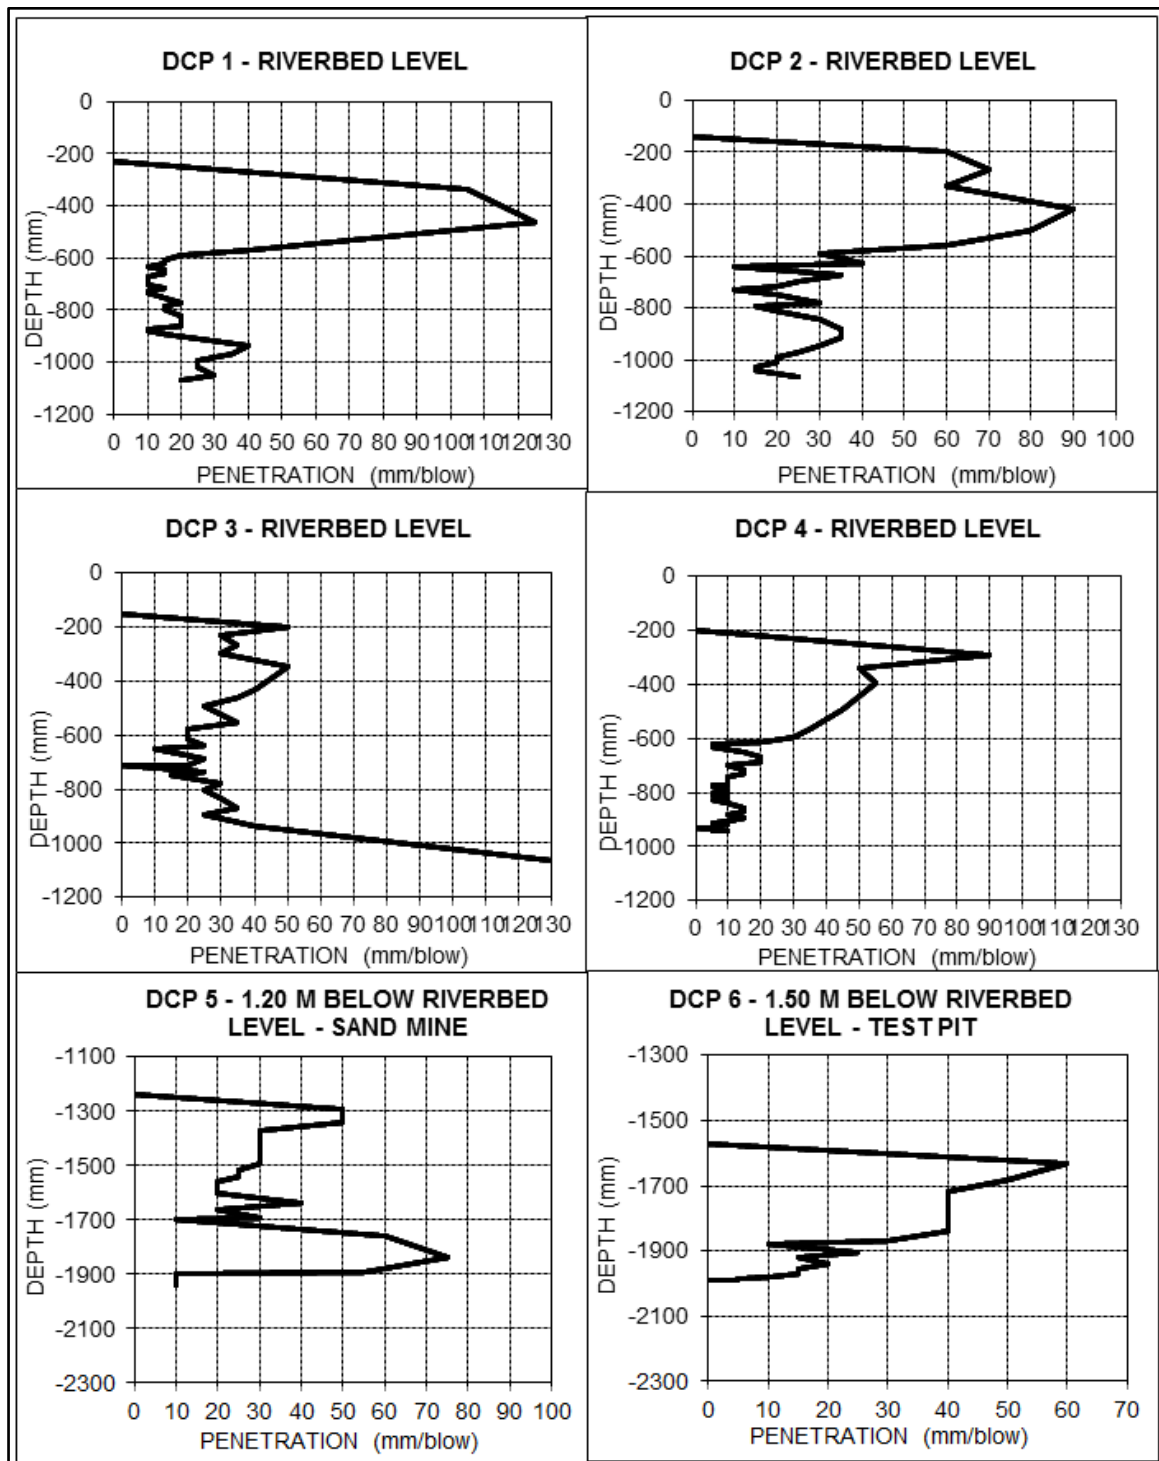 DCP 1 - RIVERBED LEVEL
0
-200
-400
-600
-800
-1000
-1200
DEPTH (mm)
0 10 20 30 40 50 60 70 80 90 100110120130
PENETRATION (mm/blow)
DCP 2 - RIVERBED LEVEL
0
-200
-400
-600
-800
-1000
-1200
DEPTH (mm)
0 10 20 30 40 50 60 70 80 90 100
PENETRATION (mm/blow)
DCP 3 - RIVERBED LEVEL
0
-200
-400
-600
-800
-1000
-1200
DEPTH (mm)
0 10 20 30 40 50 60 70 80 90 100110120130
PENETRATION (mm/blow)
DCP 4 - RIVERBED LEVEL
0
-200
-400
-600
-800
-1000
-1200
DEPTH (mm)
0 10 20 30 40 50 60 70 80 90 100110120130
PENETRATION (mm/blow)
DCP 5 - 1.20 M BELOW RIVERBED
LEVEL - SAND MINE
-1100
-1300
-1500
-1700
-1900
-2100
-2300
DEPTH (mm)
0 10 20 30 40 50 60 70 80 90 100
PENETRATION (mm/blow)
DCP 6 - 1.50 M BELOW RIVERBED
LEVEL - TEST PIT
-1300
-1500
-1700
-1900
-2100
-2300
DEPTH (mm)
0 10 20 30 40 50 60 70
PENETRATION (mm/blow)